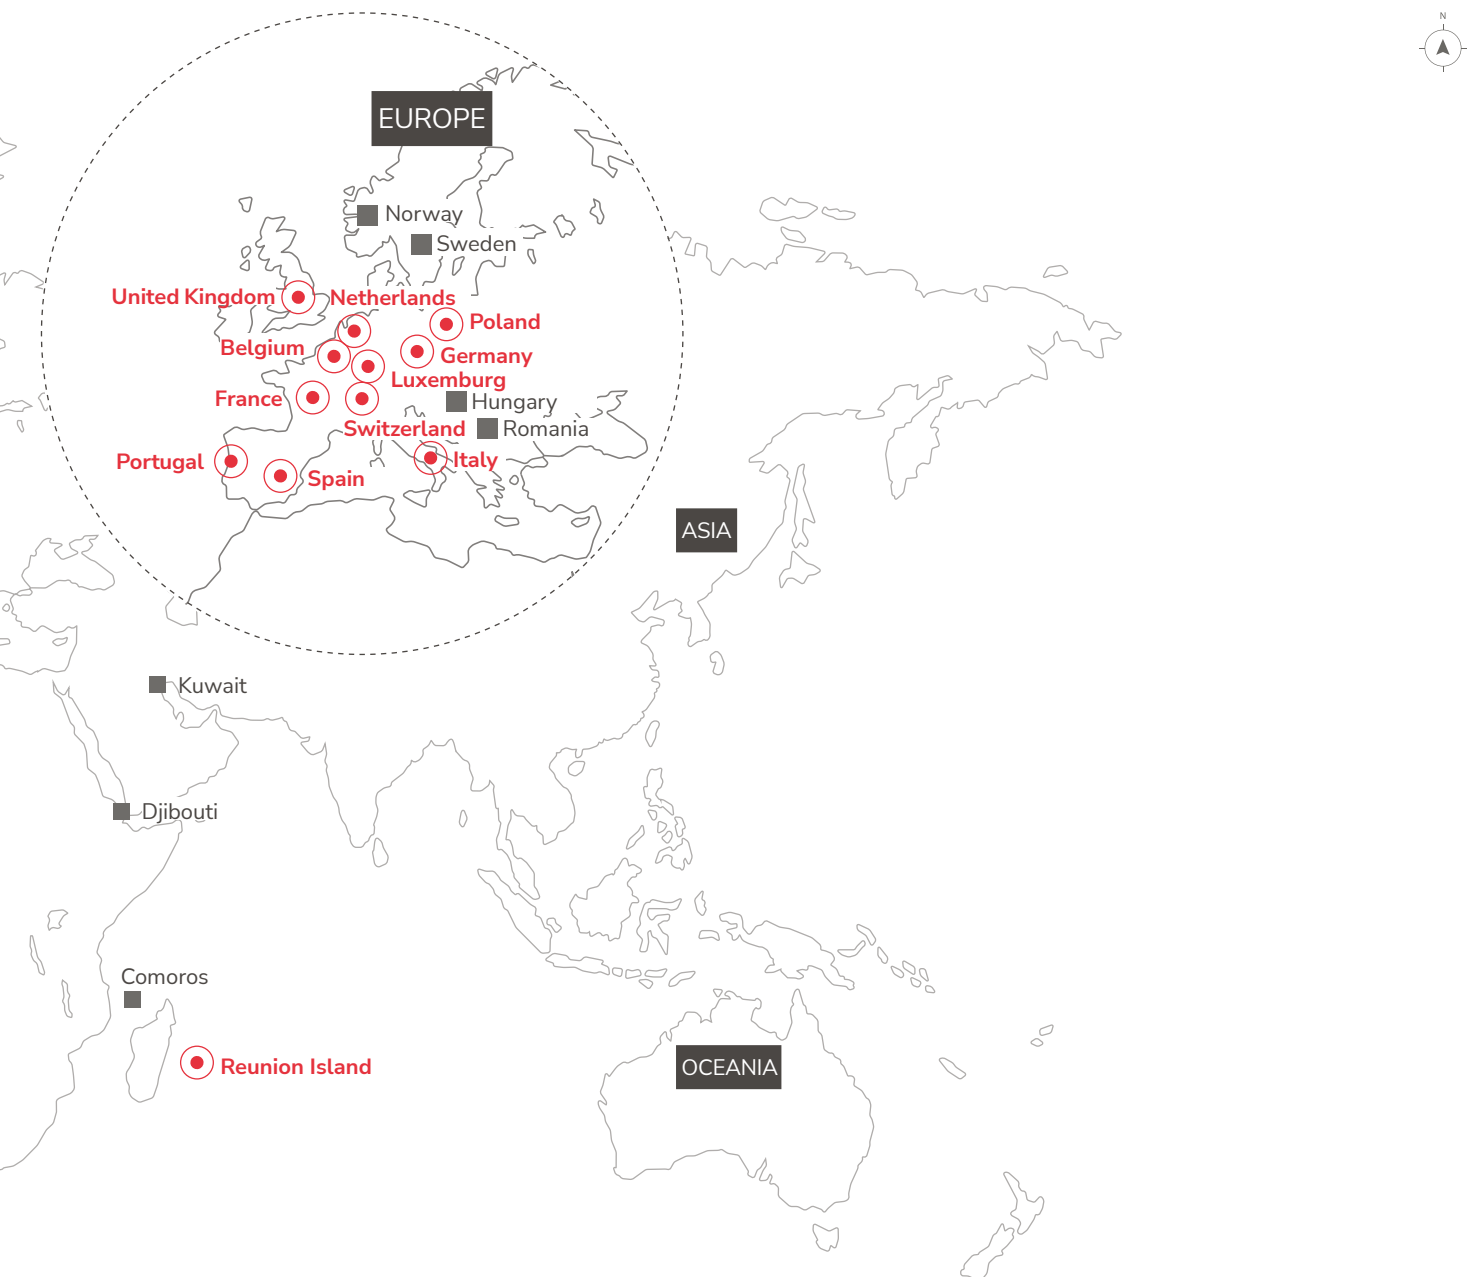 N
EUROPE
Norway
Sweden
United Kingdom
Netherlands
Poland
Belgium
Germany
Luxemburg
France
Hungary
Switzerland
Romania
Portugal
Italy
Spain
ASIA
Kuwait
Djibouti
Comoros
Reunion Island
OCEANIA